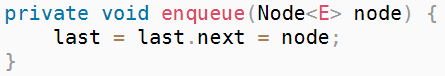 private void enqueue(Node<E> node) {
    last = last.next = node;
}